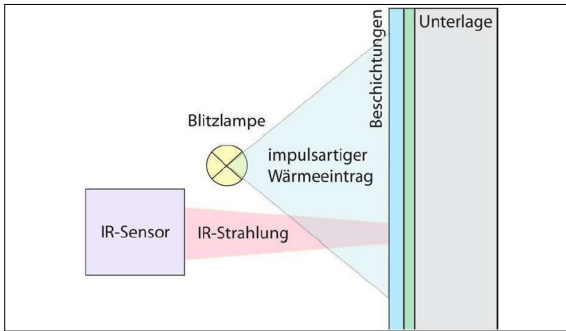 Unterlage
Beschichtungen
Blitzlampe
impulsartiger
Wärmeeintrag
IR-Sensor
IR-Strahlung